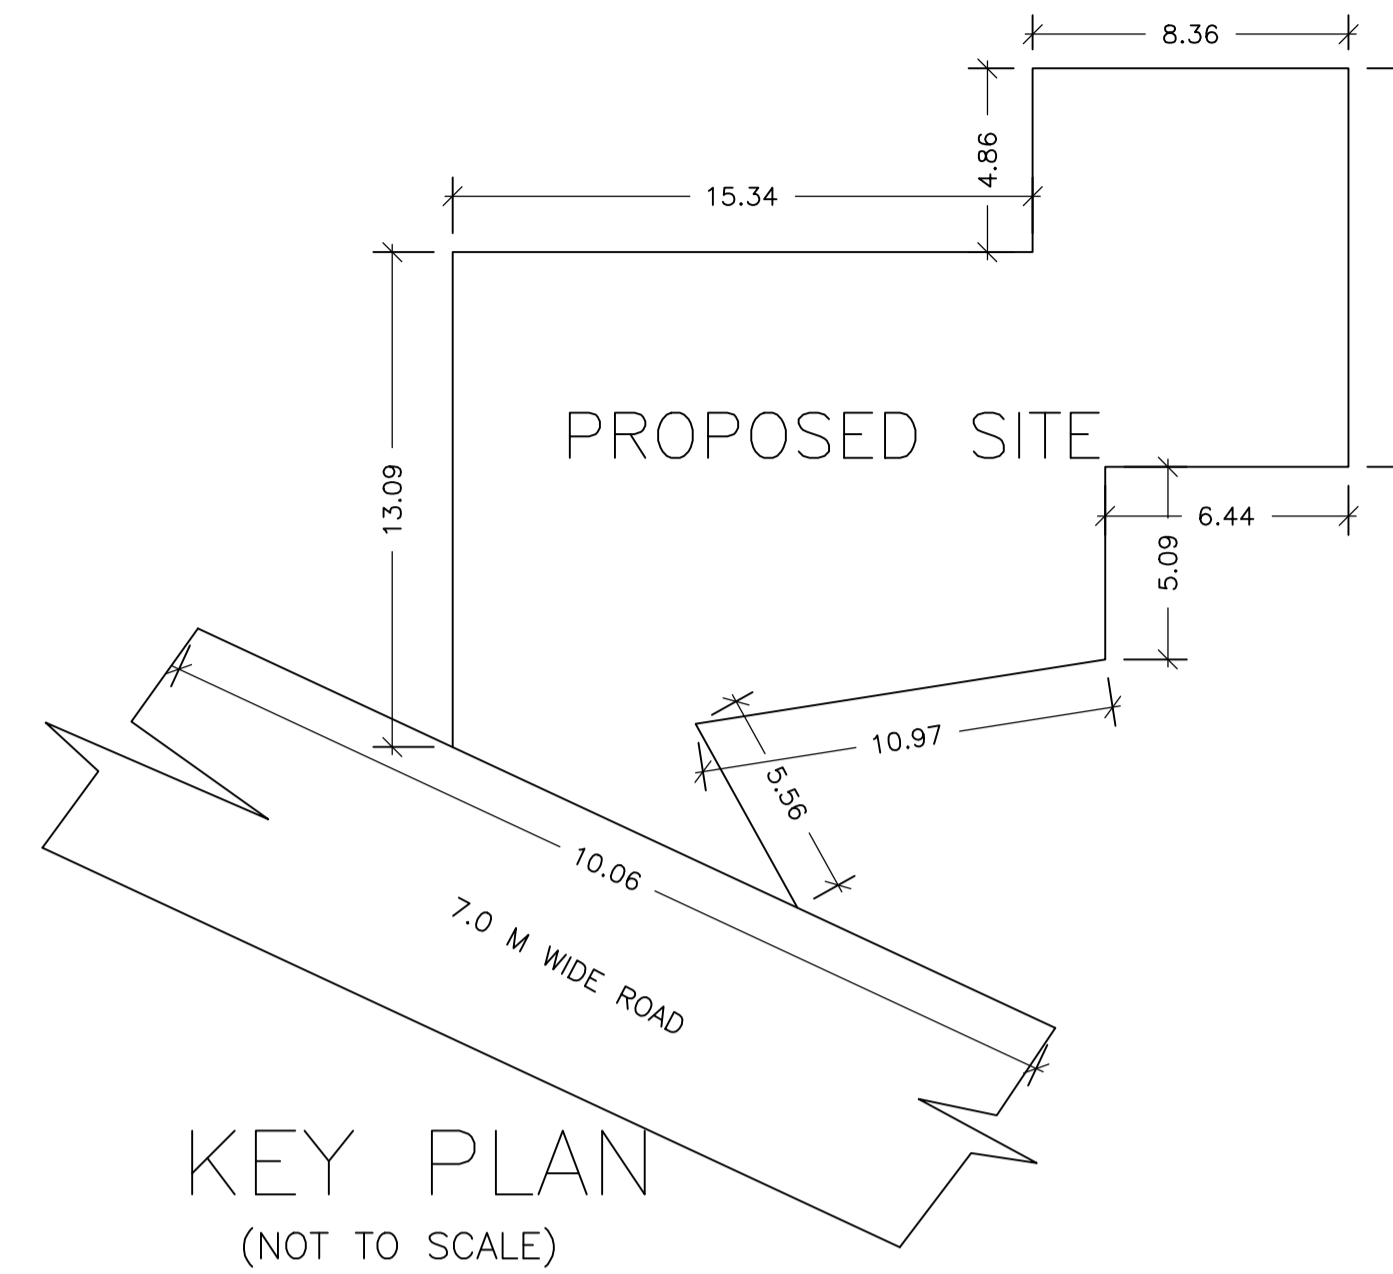 8.36
4.86
15.34
PROPOSED SITE
13.09
6.44
5.09
10.97
5.56
10.06
7.0 M WIDE ROAD
KEY PLAN
(NOT TO SCALE)